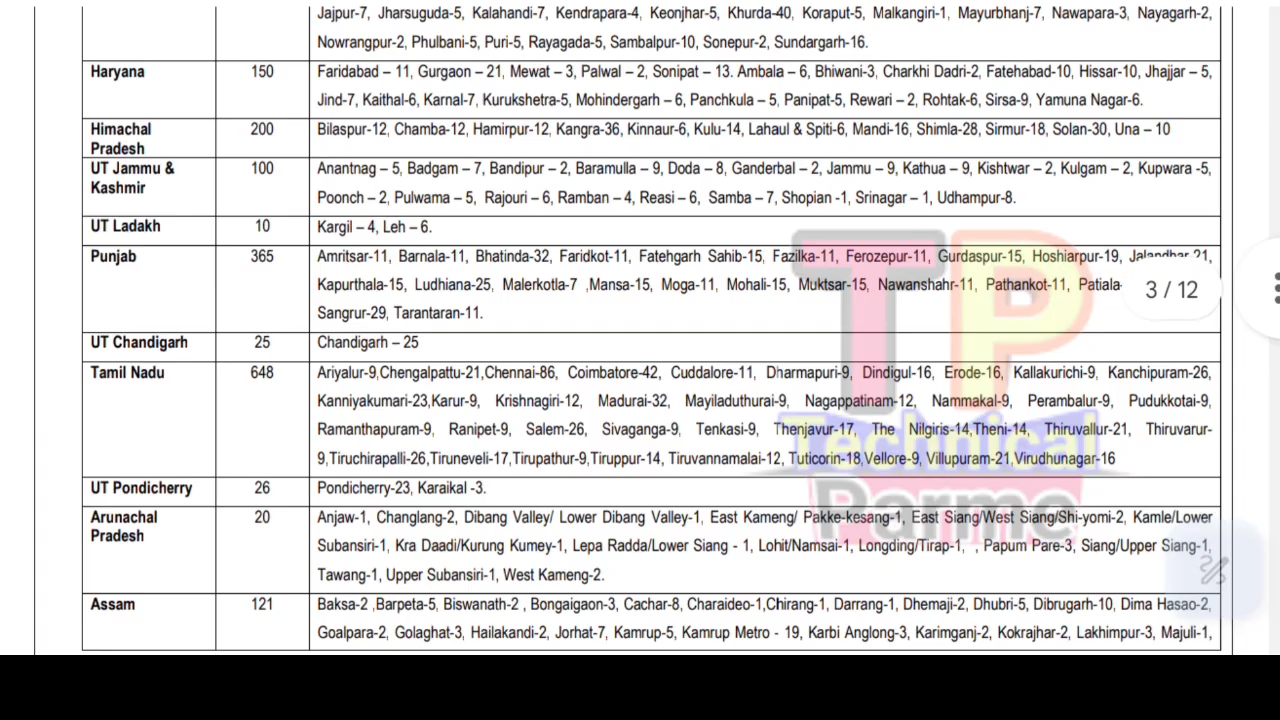 Jajpur-7, Jharsuguda-5, Kalahandi-7, Kendrapara-4, Keonjhar-5, Khurda-40, Koraput-5, Malkangiri-1, Mayurbhanj-7, Nawapara-3, Nayagarh-2,
Nowrangpur-2, Phulbani-5, Puri-5, Rayagada-5, Sambalpur-10, Sonepur-2, Sundargarh-16.
Haryana 150 Faridabad – 11, Gurgaon – 21, Mewat – 3, Palwal – 2, Sonipat – 13. Ambala – 6, Bhiwani-3, Charkhi Dadri-2, Fatehabad-10, Hissar-10, Jhajjar – 5,
Jind-7, Kaithal-6, Karnal-7, Kurukshetra-5, Mohindergarh – 6, Panchkula – 5, Panipat-5, Rewari – 2, Rohtak-6, Sirsa-9, Yamuna Nagar-6.
Himachal 200 Bilaspur-12, Chamba-12, Hamirpur-12, Kangra-36, Kinnaur-6, Kulu-14, Lahaul & Spiti-6, Mandi-16, Shimla-28, Sirmur-18, Solan-30, Una – 10
Pradesh
UT Jammu & 100 Anantnag – 5, Badgam – 7, Bandipur – 2, Baramulla – 9, Doda – 8, Ganderbal – 2, Jammu – 9, Kathua – 9, Kishtwar – 2, Kulgam – 2, Kupwara -5,
Kashmir Poonch – 2, Pulwama – 5, Rajouri – 6, Ramban – 4, Reasi – 6, Samba – 7, Shopian -1, Srinagar – 1, Udhampur-8.
UT Ladakh 10 Kargil – 4, Leh – 6.
Punjab 365 Amritsar-11, Barnala-11, Bhatinda-32, Faridkot-11, Fatehgarh Sahib-15, Fazilka-11, Ferozepur-11, Gurdaspur-15, Hoshiarpur-19, Jalandhar-21,
Kapurthala-15, Ludhiana-25, Malerkotla-7 ,Mansa-15, Moga-11, Mohali-15, Muktsar-15, Nawanshahr-11, Pathankot-11, Patiala-
Sangrur-29, Tarantaran-11.
3 / 12
UT Chandigarh 25 Chandigarh – 25
Tamil Nadu 648 Ariyalur-9,Chengalpattu-21,Chennai-86, Coimbatore-42, Cuddalore-11, Dharmapuri-9, Dindigul-16, Erode-16, Kallakurichi-9, Kanchipuram-26,
Kanniyakumari-23,Karur-9, Krishnagiri-12, Madurai-32, Mayiladuthurai-9, Nagappatinam-12, Nammakal-9, Perambalur-9, Pudukkotai-9,
Ramanthapuram-9, Ranipet-9, Salem-26, Sivaganga-9, Tenkasi-9, Thenjavur-17, The Nilgiris-14,Theni-14, Thiruvallur-21, Thiruvarur-
9,Tiruchirapalli-26,Tiruneveli-17,Tirupathur-9,Tiruppur-14, Tiruvannamalai-12, Tuticorin-18,Vellore-9, Villupuram-21,Virudhunagar-16
UT Pondicherry 26 Pondicherry-23, Karaikal -3.
Arunachal 20 Anjaw-1, Changlang-2, Dibang Valley/ Lower Dibang Valley-1, East Kameng/ Pakke-kesang-1, East Siang/West Siang/Shi-yomi-2, Kamle/Lower
Pradesh Subansiri-1, Kra Daadi/Kurung Kumey-1, Lepa Radda/Lower Siang - 1, Lohit/Namsai-1, Longding/Tirap-1, , Papum Pare-3, Siang/Upper Siang-1,
Tawang-1, Upper Subansiri-1, West Kameng-2.
Assam 121 Baksa-2 ,Barpeta-5, Biswanath-2 , Bongaigaon-3, Cachar-8, Charaideo-1,Chirang-1, Darrang-1, Dhemaji-2, Dhubri-5, Dibrugarh-10, Dima Hasao-2,
Goalpara-2, Golaghat-3, Hailakandi-2, Jorhat-7, Kamrup-5, Kamrup Metro - 19, Karbi Anglong-3, Karimganj-2, Kokrajhar-2, Lakhimpur-3, Majuli-1,
TP
Technical
Parme